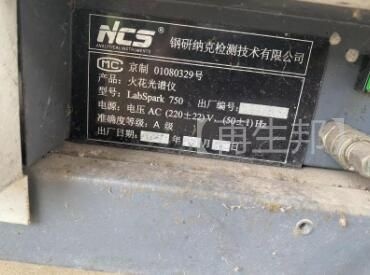 NCS 钢研纳克检测技术有限公司
ANALYTICAL INSTRUMENTS
MC 京制 01080329号
产品: 火花光谱仪
型号: LabSpark 750 出厂编号:
电源: 电压 AC (220±22) V, (50±1) Hz
准确度等级: A 级
出厂日期: 年 月
【再生邦】